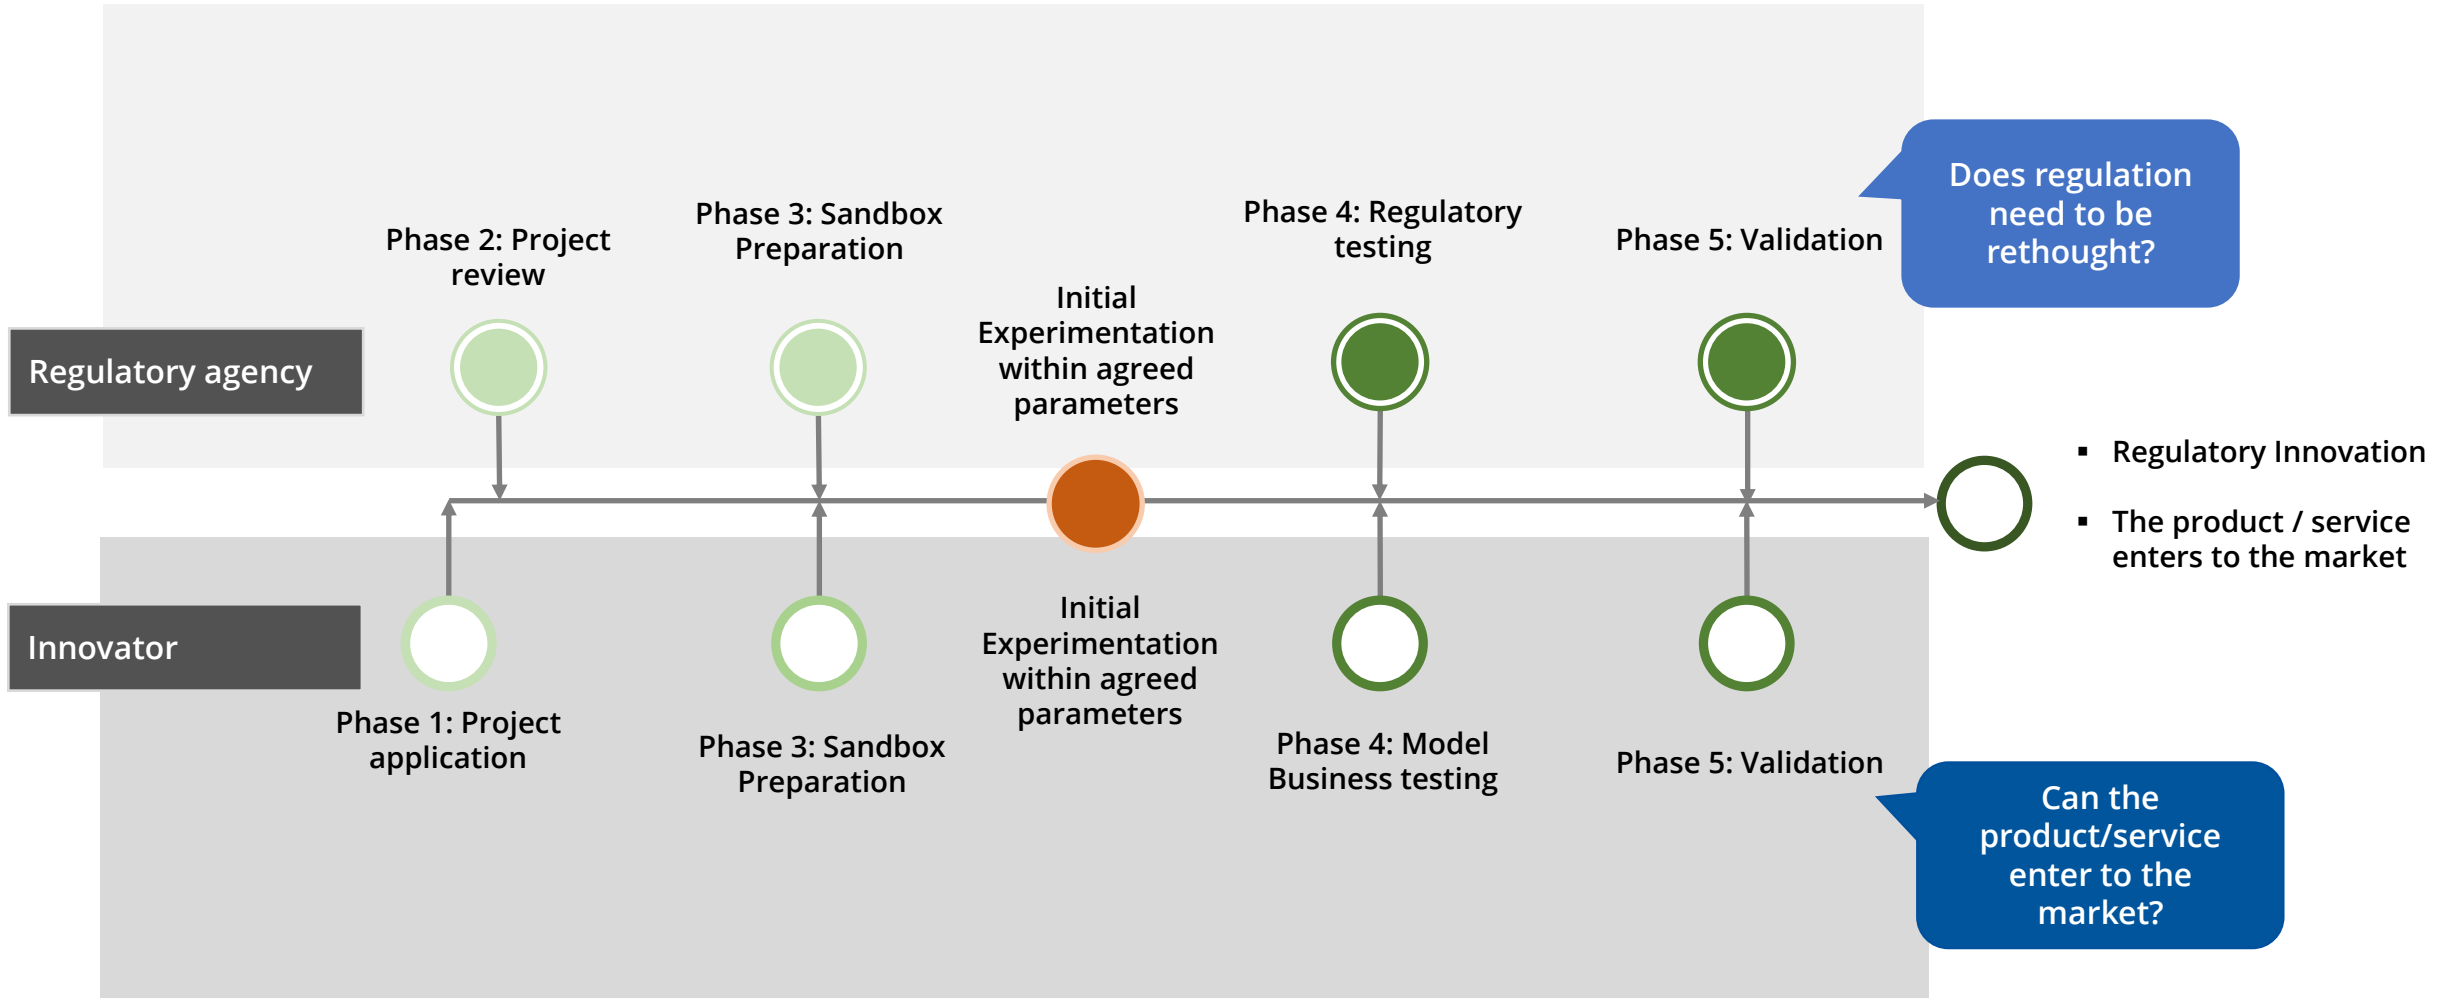 Phase 2: Project
review
Phase 3: Sandbox
Preparation
Initial
Experimentation
within agreed
parameters
Phase 4: Regulatory
testing
Phase 5: Validation
Does regulation
need to be
rethought?
Regulatory agency
▪ Regulatory Innovation
▪ The product / service
enters to the market
Innovator
Phase 1: Project
application
Phase 3: Sandbox
Preparation
Initial
Experimentation
within agreed
parameters
Phase 4: Model
Business testing
Phase 5: Validation
Can the
product/service
enter to the
market?